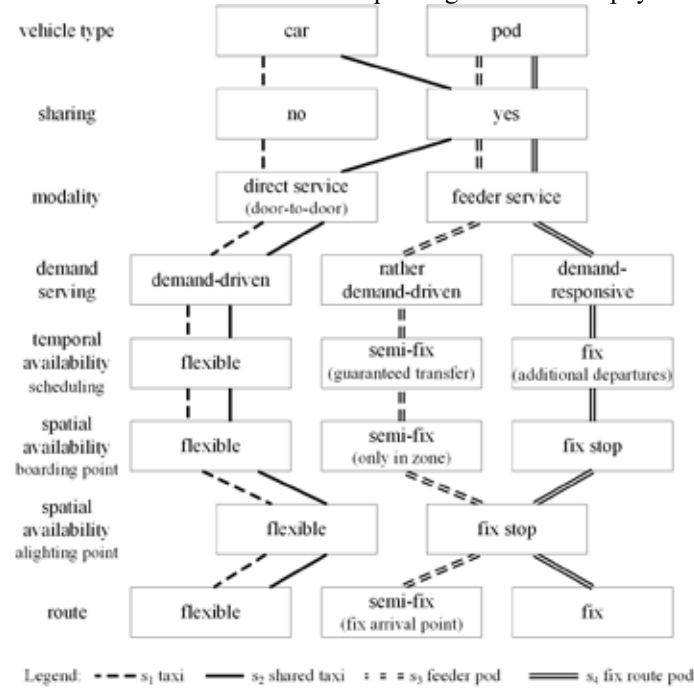 vehicle type car pod
sharing no yes
modality direct service (door-to-door) feeder service
demand serving demand-driven rather demand-driven demand-responsive
temporal availability scheduling flexible semi-fix (guaranteed transfer) fix (additional departures)
spatial availability boarding point flexible semi-fix (only in zone) fix stop
spatial availability alighting point flexible fix stop
route flexible semi-fix (fix arrival point) fix
Legend: s₁ taxi s₂ shared taxi s₃ feeder pod s₄ fix route pod